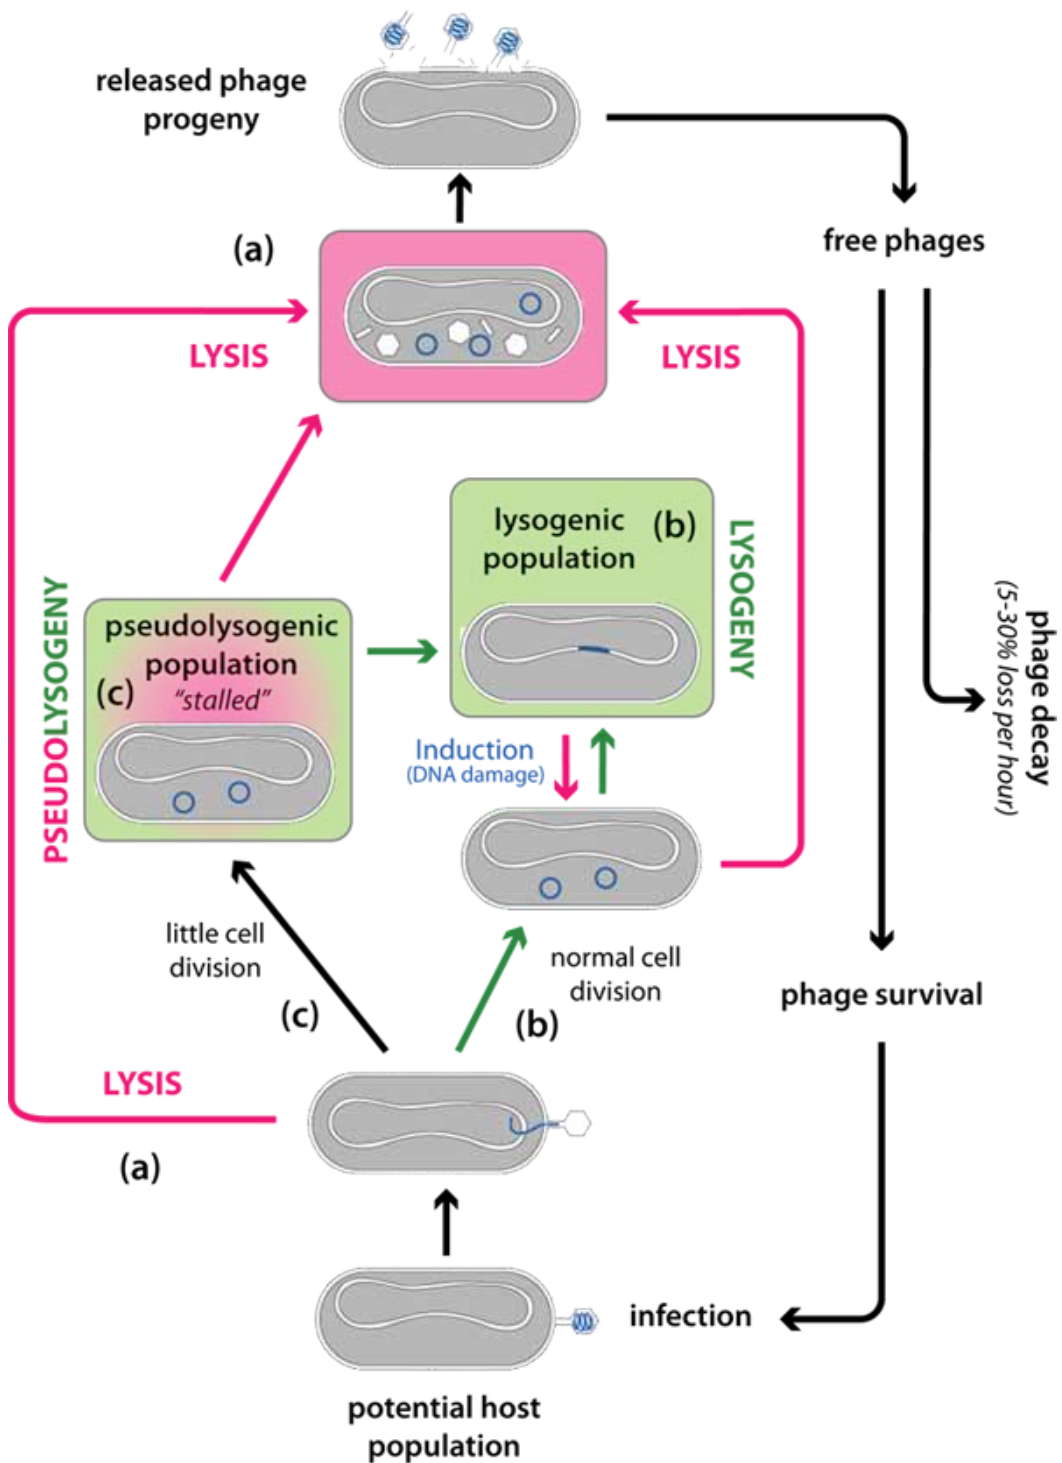 released phage
progeny
(a)
free phages
LYSIS
LYSIS
lysogenic
population
(b)
LYSOGENY
PSEUDOLYSOGENY
pseudolysogenic
population
"stalled"
(c)
phage decay
(5-30% loss per hour)
Induction
(DNA damage)
little cell
division
normal cell
division
phage survival
(c)
(b)
LYSIS
(a)
infection
potential host
population